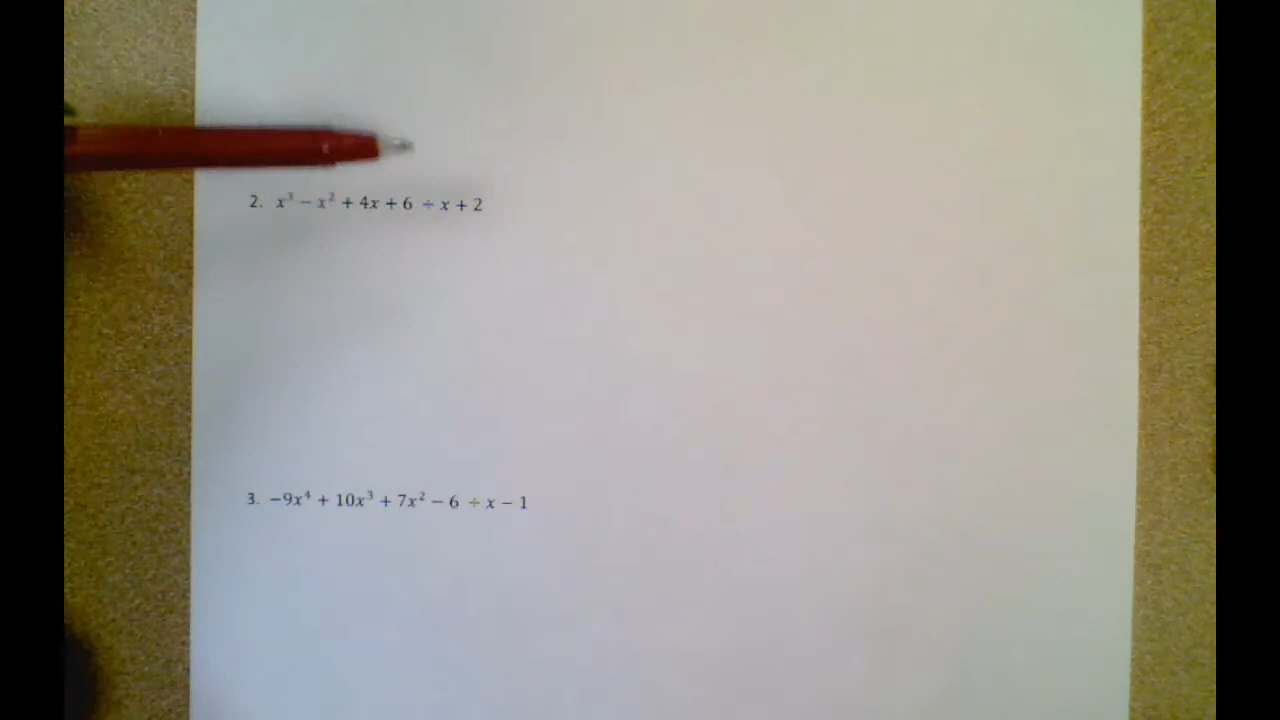 2. x³ − x² + 4x + 6 ÷ x + 2
3. −9x⁴ + 10x³ + 7x² − 6 ÷ x − 1